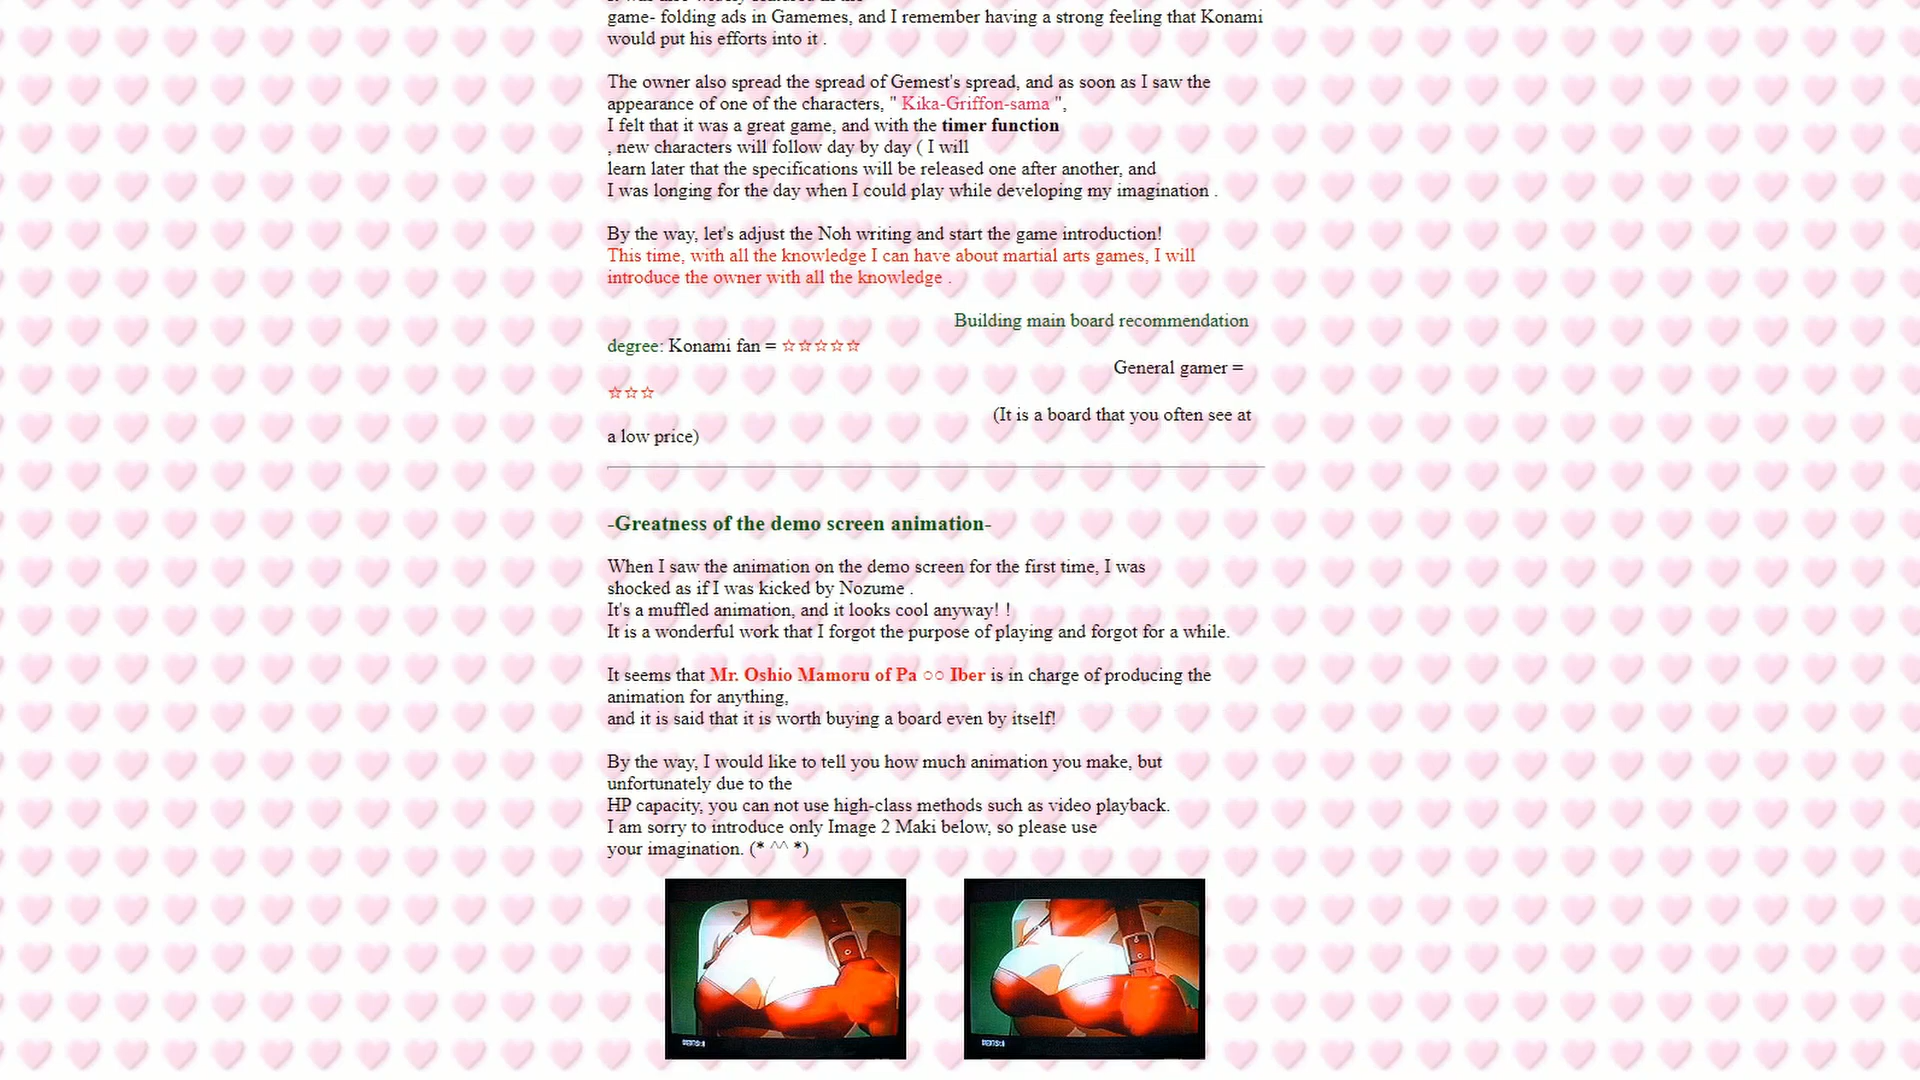 game- folding ads in Gamemes, and I remember having a strong feeling that Konami
would put his efforts into it .
The owner also spread the spread of Gemest's spread, and as soon as I saw the
appearance of one of the characters, " Kika-Griffon-sama ",
I felt that it was a great game, and with the timer function
, new characters will follow day by day ( I will
learn later that the specifications will be released one after another, and
I was longing for the day when I could play while developing my imagination .
By the way, let's adjust the Noh writing and start the game introduction!
This time, with all the knowledge I can have about martial arts games, I will
introduce the owner with all the knowledge .
Building main board recommendation
degree: Konami fan = ☆☆☆☆☆
General gamer =
☆☆☆
(It is a board that you often see at
a low price)
-Greatness of the demo screen animation-
When I saw the animation on the demo screen for the first time, I was
shocked as if I was kicked by Nozume .
It's a muffled animation, and it looks cool anyway! !
It is a wonderful work that I forgot the purpose of playing and forgot for a while.
It seems that Mr. Oshio Mamoru of Pa ○○ Iber is in charge of producing the
animation for anything,
and it is said that it is worth buying a board even by itself!
By the way, I would like to tell you how much animation you make, but
unfortunately due to the
HP capacity, you can not use high-class methods such as video playback.
I am sorry to introduce only Image 2 Maki below, so please use
your imagination. (* ^^ *)